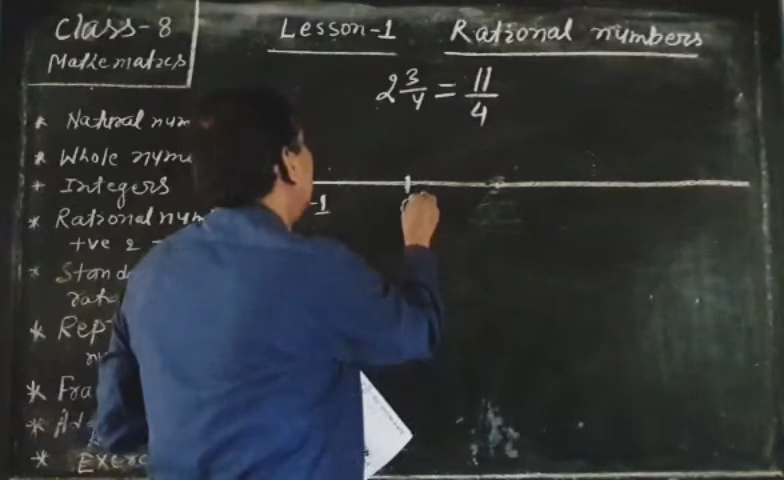 Class-8
Mathematics
Lesson-1 Rational numbers
2 3/4 = 11/4
* Natural num
* Whole nume
* Integers
* Rational num
+ve &
* Stand
rat
* Rep
* Fra
* Ad
* Exerc
-1